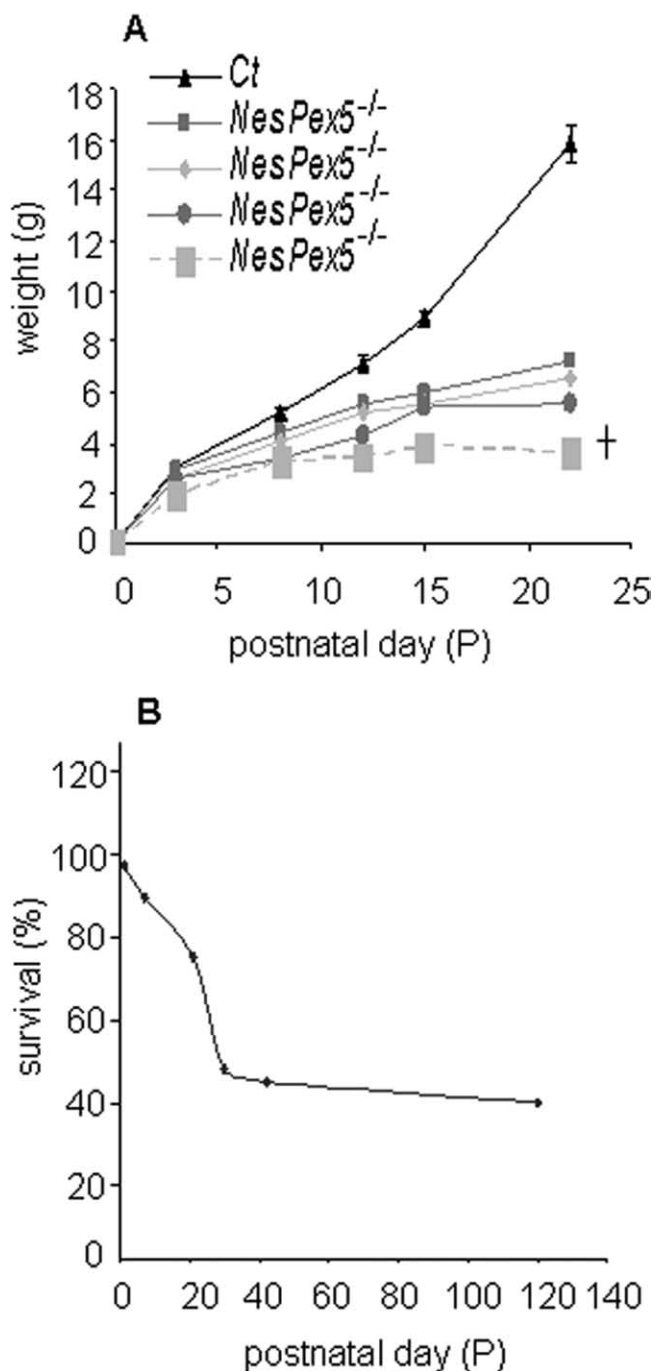 A
Ct
NesPex5-/-
NesPex5-/-
NesPex5-/-
NesPex5-/-
18
16
14
12
10
8
6
4
2
0
weight (g)
†
0 5 10 15 20 25
postnatal day (P)
B
120
100
80
60
40
20
0
survival (%)
0 20 40 60 80 100 120 140
postnatal day (P)